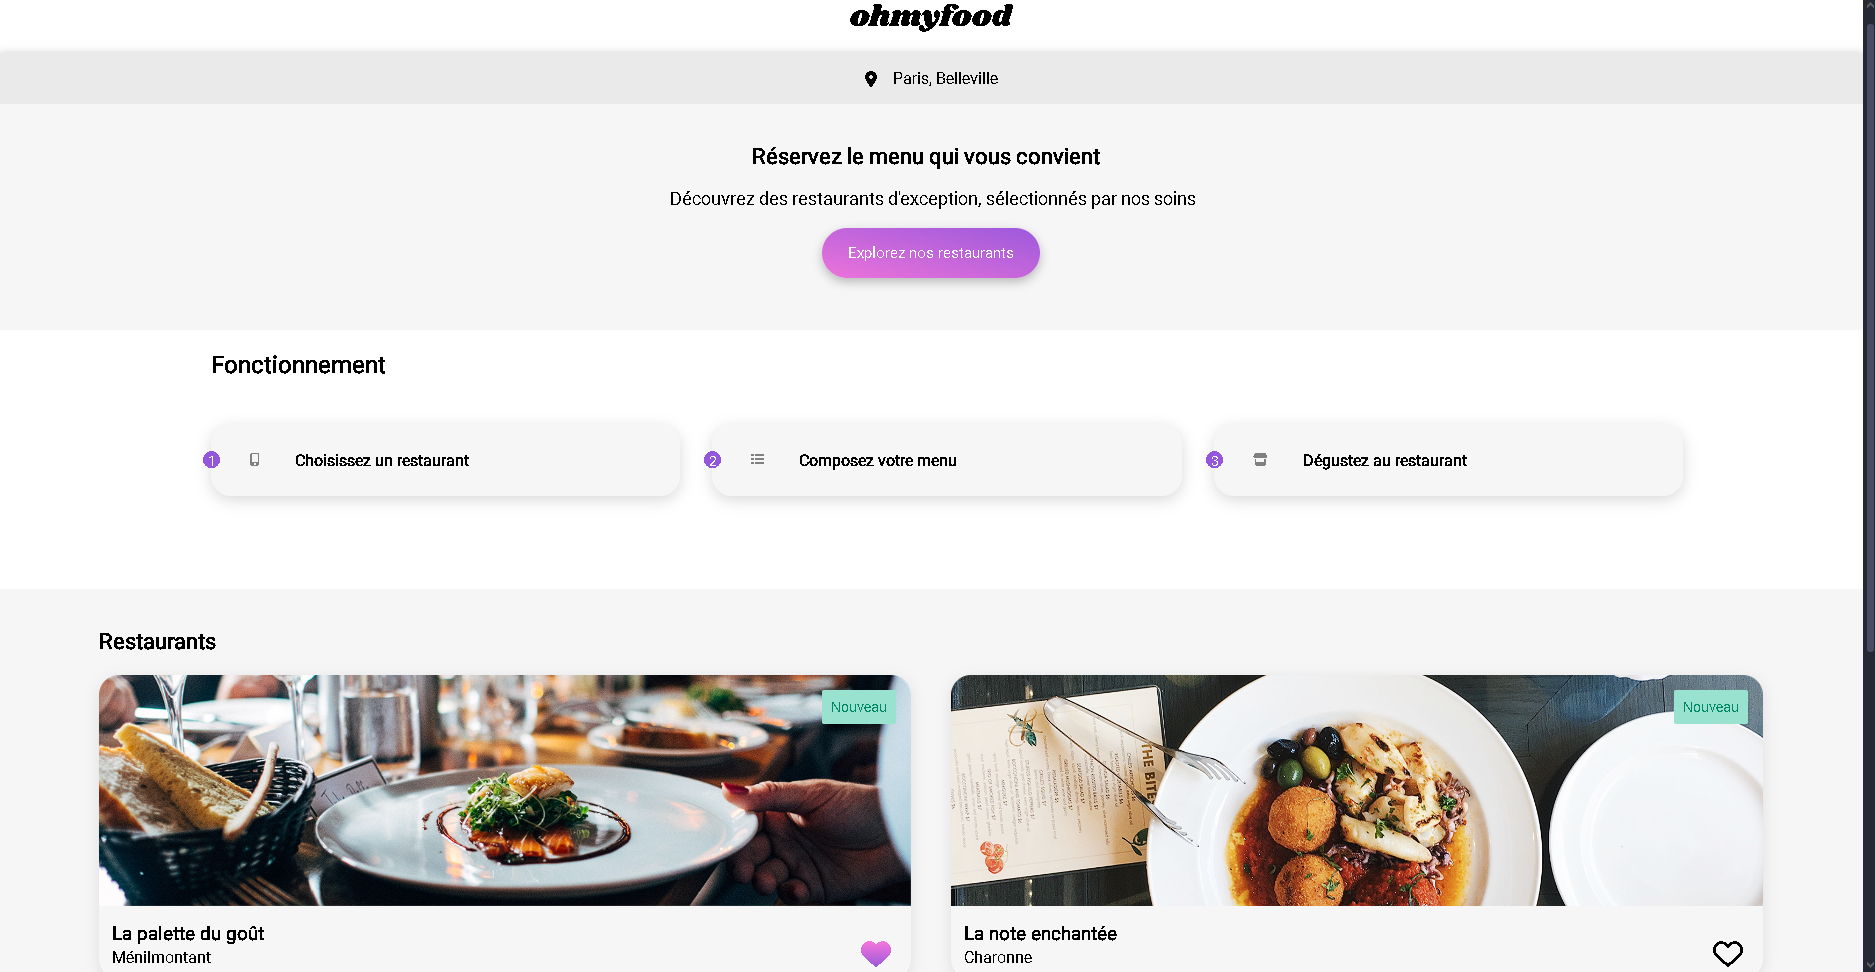 ohmyfood
Paris, Belleville
Réservez le menu qui vous convient
Découvrez des restaurants d'exception, sélectionnés par nos soins
Explorez nos restaurants
Fonctionnement
1 Choisissez un restaurant
2 Composez votre menu
3 Dégustez au restaurant
Restaurants
Nouveau
THE BITE
Nouveau
La palette du goût
Ménilmontant
La note enchantée
Charonne